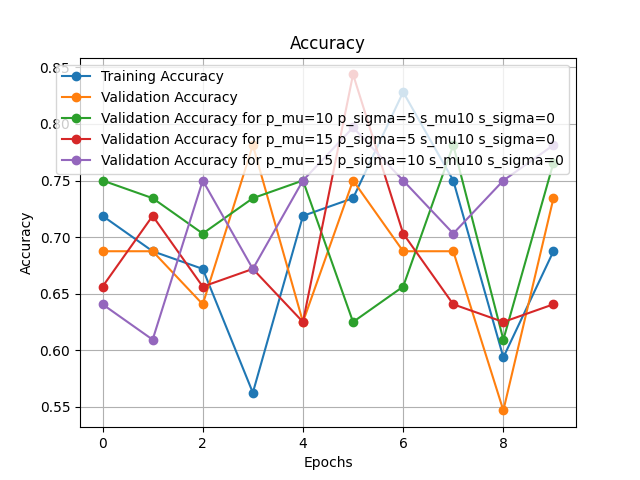 Accuracy
0.85
Training Accuracy
Validation Accuracy
0.80
Validation Accuracy for p_mu=10 p_sigma=5 s_mu10 s_sigma=0
Validation Accuracy for p_mu=15 p_sigma=5 s_mu10 s_sigma=0
Validation Accuracy for p_mu=15 p_sigma=10 s_mu10 s_sigma=0
0.75
0.70
0.65
0.60
0.55
Accuracy
0 2 4 6 8
Epochs